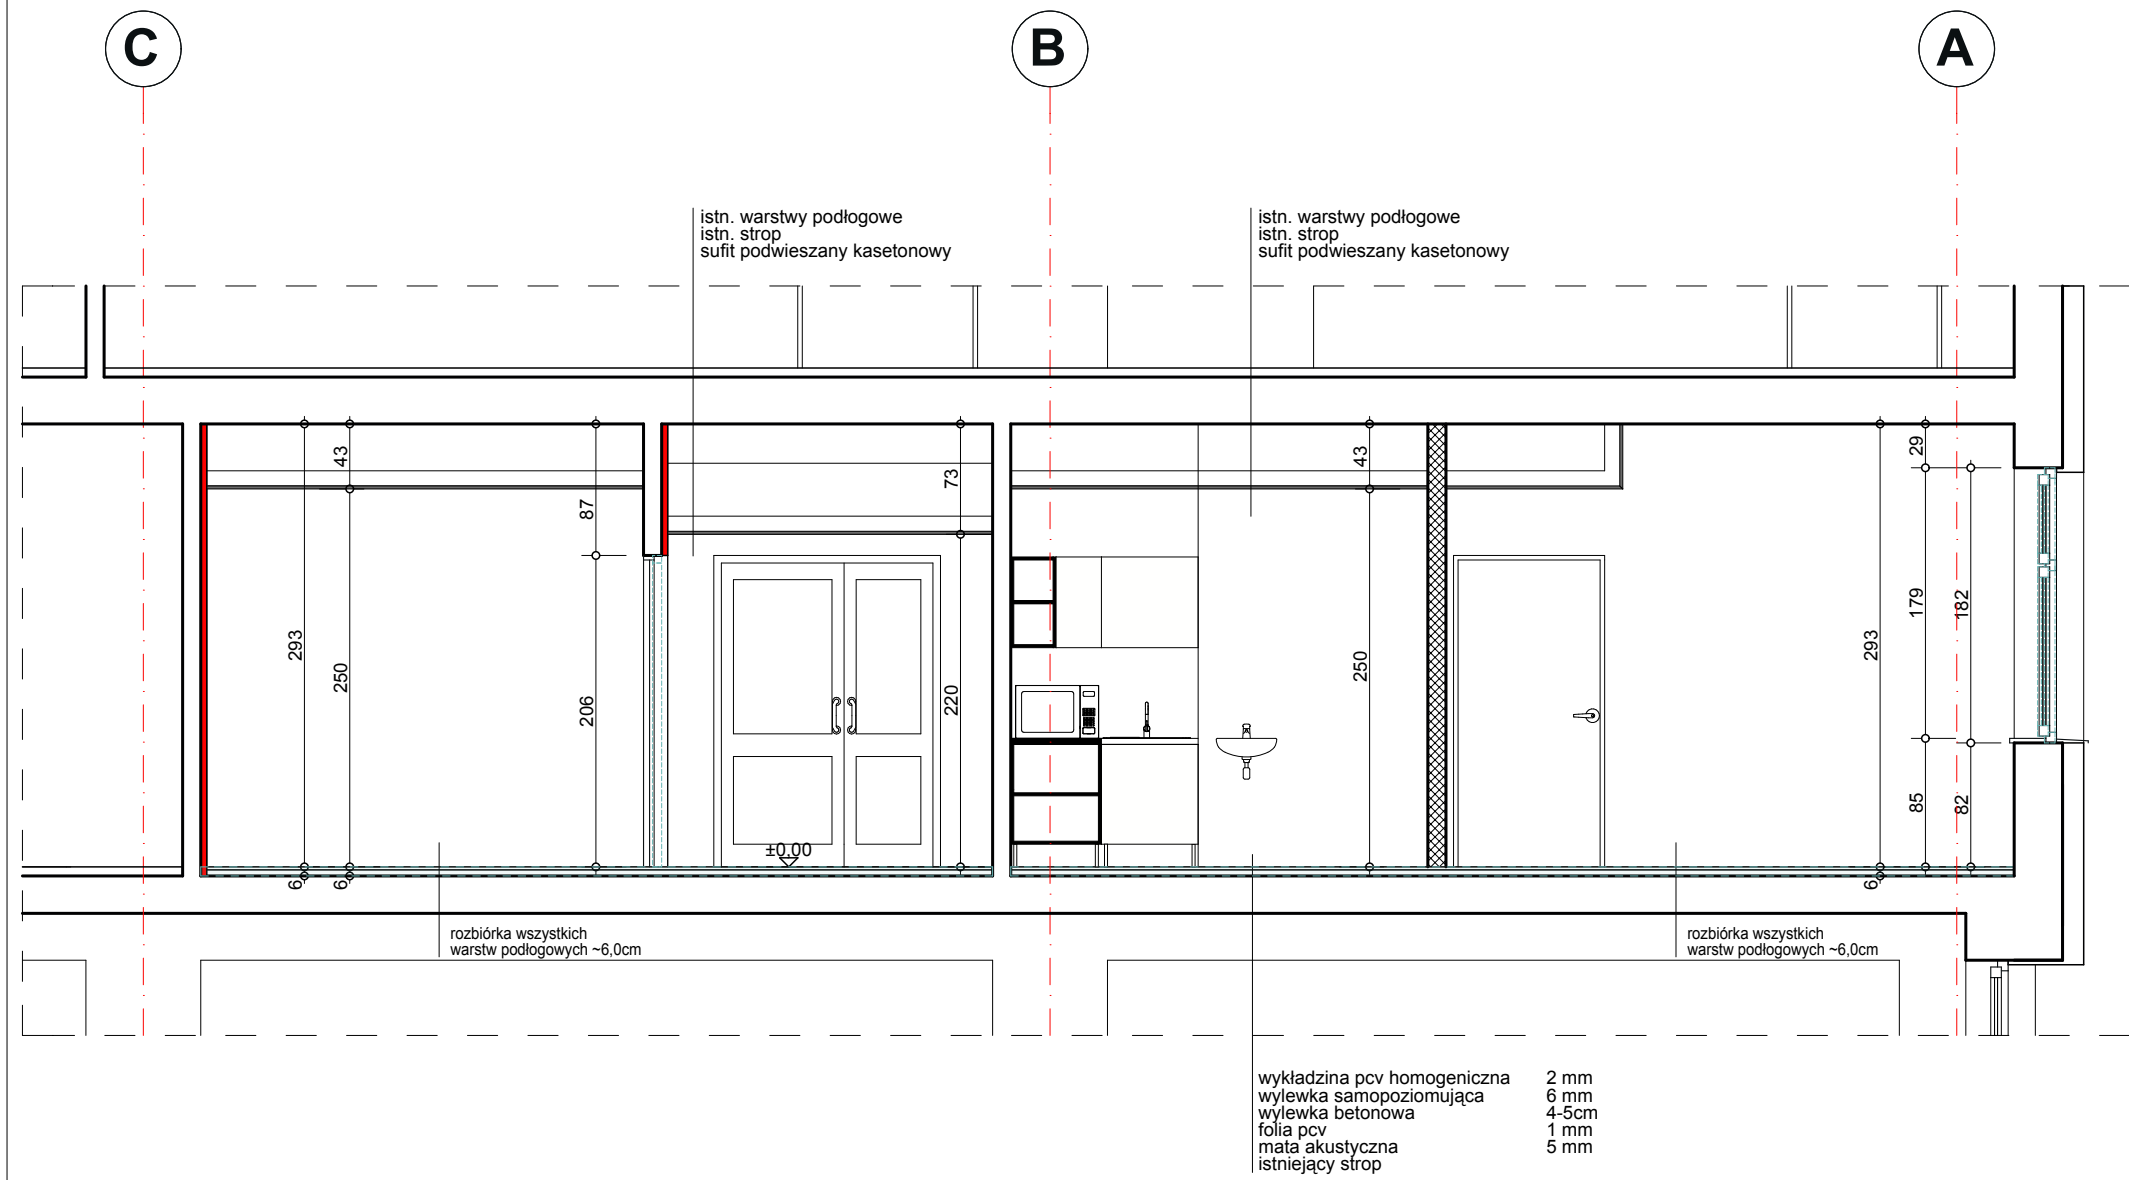 C
B
A
istn. warstwy podłogowe
istn. strop
sufit podwieszany kasetonowy
istn. warstwy podłogowe
istn. strop
sufit podwieszany kasetonowy
43
87
73
43
29
293
250
206
220
250
293
179
182
85
82
±0,00
6
6
6
rozbiórka wszystkich
warstw podłogowych ~6,0cm
rozbiórka wszystkich
warstw podłogowych ~6,0cm
wykładzina pcv homogeniczna 2 mm
wylewka samopoziomująca 6 mm
wylewka betonowa 4-5cm
folia pcv 1 mm
mata akustyczna 5 mm
istniejący strop